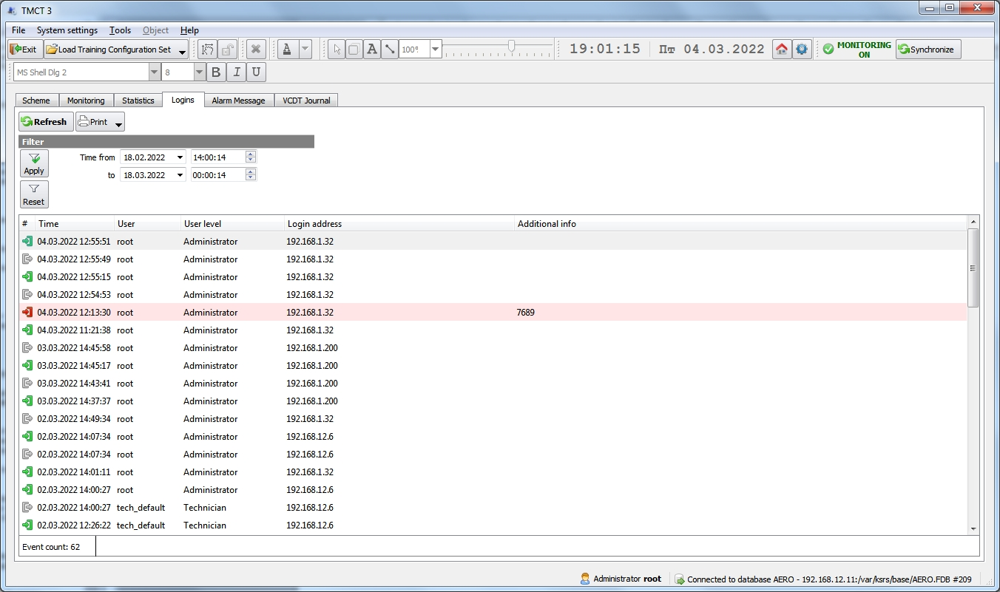 TMCT 3
File System settings Tools Object Help
Exit Load Training Configuration Set A 100% 19:01:15 Пт 04.03.2022 MONITORING ON Synchronize
MS Shell Dlg 2 8 B I U
Scheme Monitoring Statistics Logins Alarm Message VCDT Journal
Refresh Print
Filter
Apply Time from 18.02.2022 14:00:14
to 18.03.2022 00:00:14
Reset
# Time User User level Login address Additional info
04.03.2022 12:55:51 root Administrator 192.168.1.32
04.03.2022 12:55:49 root Administrator 192.168.1.32
04.03.2022 12:55:15 root Administrator 192.168.1.32
04.03.2022 12:54:53 root Administrator 192.168.1.32
04.03.2022 12:13:30 root Administrator 192.168.1.32 7689
04.03.2022 11:21:38 root Administrator 192.168.1.32
03.03.2022 14:45:58 root Administrator 192.168.1.200
03.03.2022 14:45:17 root Administrator 192.168.1.200
03.03.2022 14:43:41 root Administrator 192.168.1.200
03.03.2022 14:37:37 root Administrator 192.168.1.200
02.03.2022 14:49:34 root Administrator 192.168.1.32
02.03.2022 14:07:34 root Administrator 192.168.12.6
02.03.2022 14:07:34 root Administrator 192.168.12.6
02.03.2022 14:01:11 root Administrator 192.168.1.32
02.03.2022 14:00:27 root Administrator 192.168.12.6
02.03.2022 14:00:27 tech_default Technician 192.168.12.6
02.03.2022 12:26:22 tech_default Technician 192.168.12.6
Event count: 62
Administrator root Connected to database AERO - 192.168.12.11:/var/ksrs/base/AERO.FDB #209